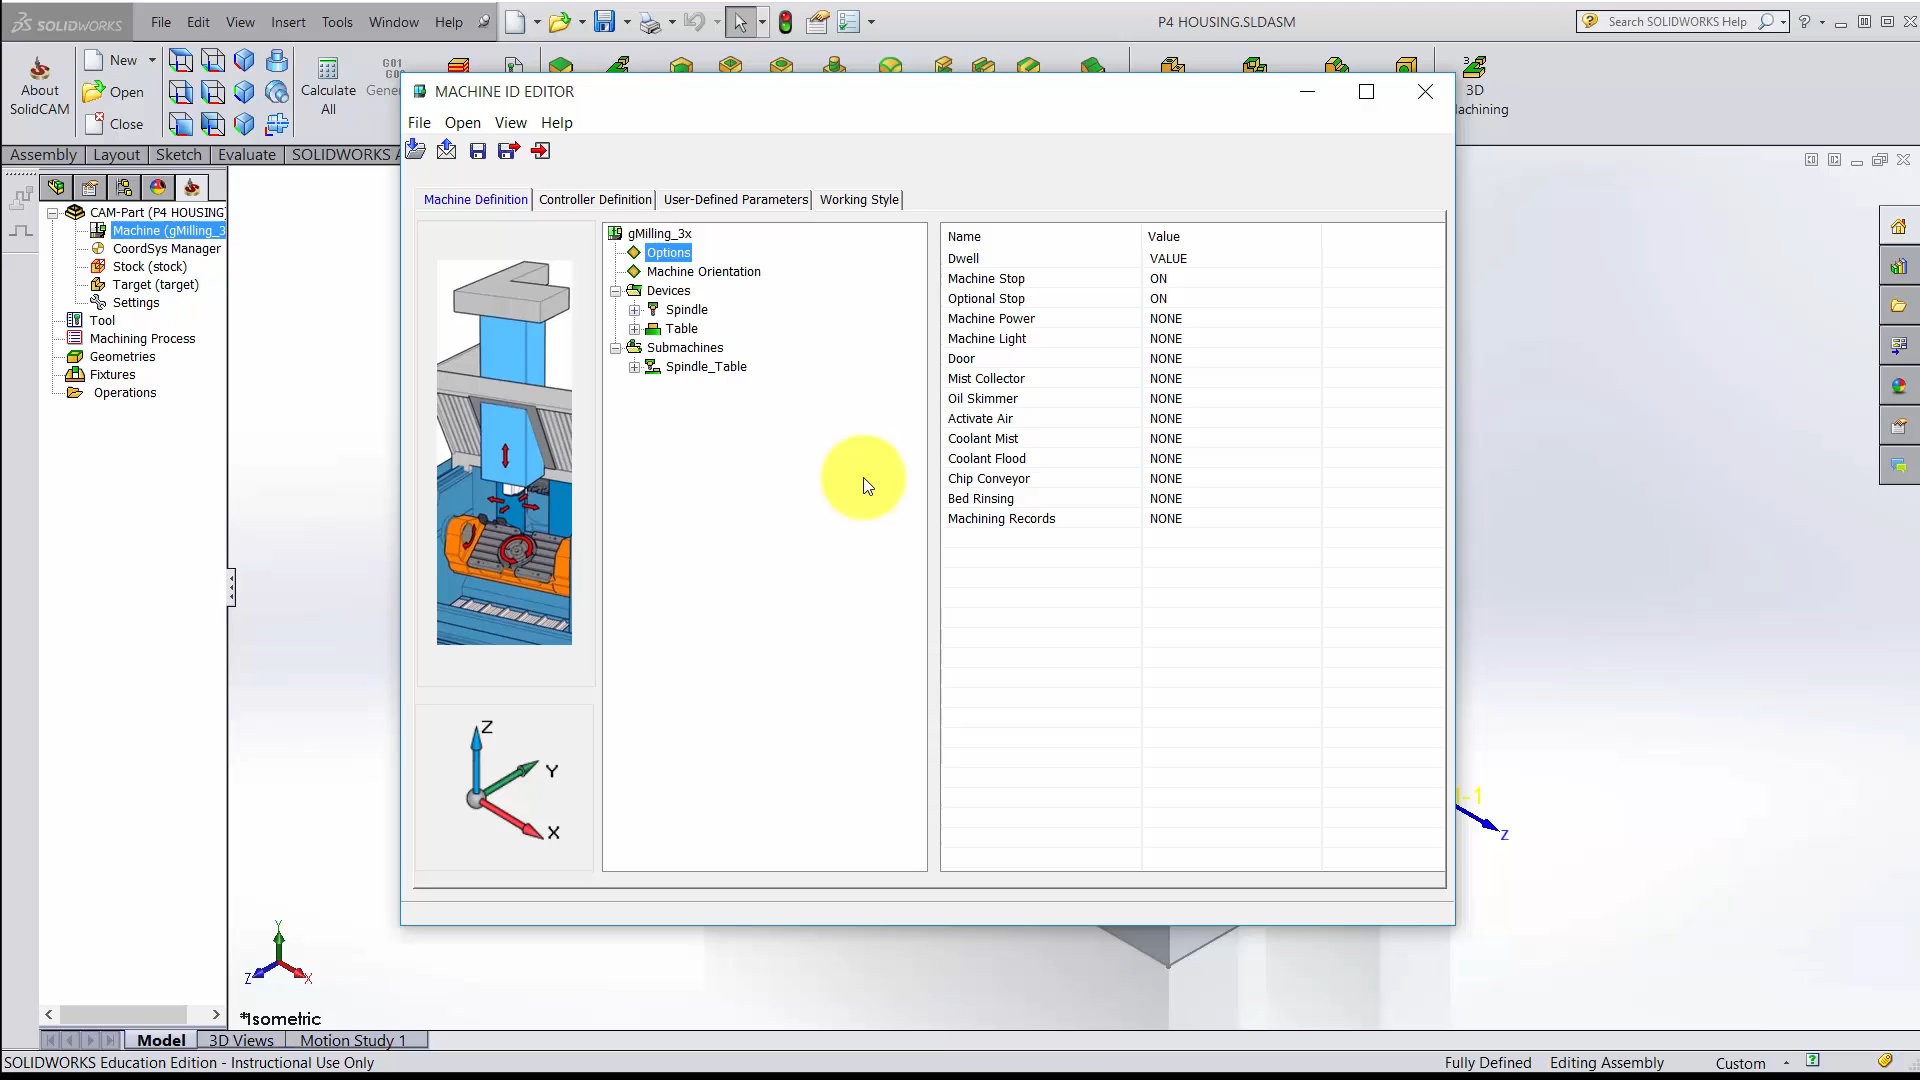 SOLIDWORKS File Edit View Insert Tools Window Help P4 HOUSING.SLDASM Search SOLIDWORKS Help
About SolidCAM
New
Open
Close
Calculate All
G01
3D
Assembly Layout Sketch Evaluate SOLIDWORKS A
CAM-Part (P4 HOUSING
Machine (gMilling_3
CoordSys Manager
Stock (stock)
Target (target)
Settings
Tool
Machining Process
Geometries
Fixtures
Operations
MACHINE ID EDITOR
File Open View Help
Machine Definition Controller Definition User-Defined Parameters Working Style
gMilling_3x
Options
Machine Orientation
Devices
Spindle
Table
Submachines
Spindle_Table
Name Value
Dwell VALUE
Machine Stop ON
Optional Stop ON
Machine Power NONE
Machine Light NONE
Door NONE
Mist Collector NONE
Oil Skimmer NONE
Activate Air NONE
Coolant Mist NONE
Coolant Flood NONE
Chip Conveyor NONE
Bed Rinsing NONE
Machining Records NONE
Z
Y
X
z
Y
Z X
*Isometric
Model 3D Views Motion Study 1
SOLIDWORKS Education Edition - Instructional Use Only Fully Defined Editing Assembly Custom